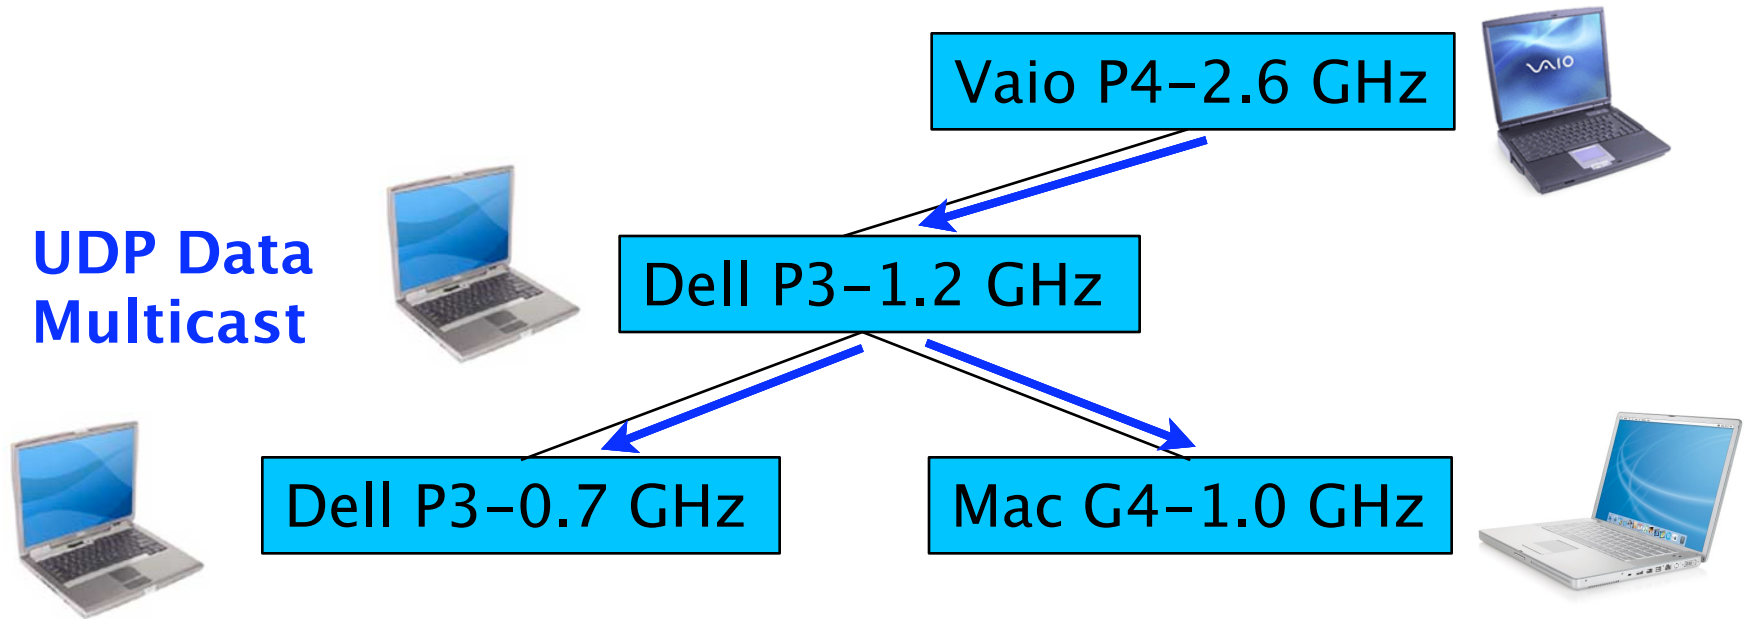 Vaio P4-2.6 GHz
VAIO
UDP Data
Multicast
Dell P3-1.2 GHz
Dell P3-0.7 GHz
Mac G4-1.0 GHz